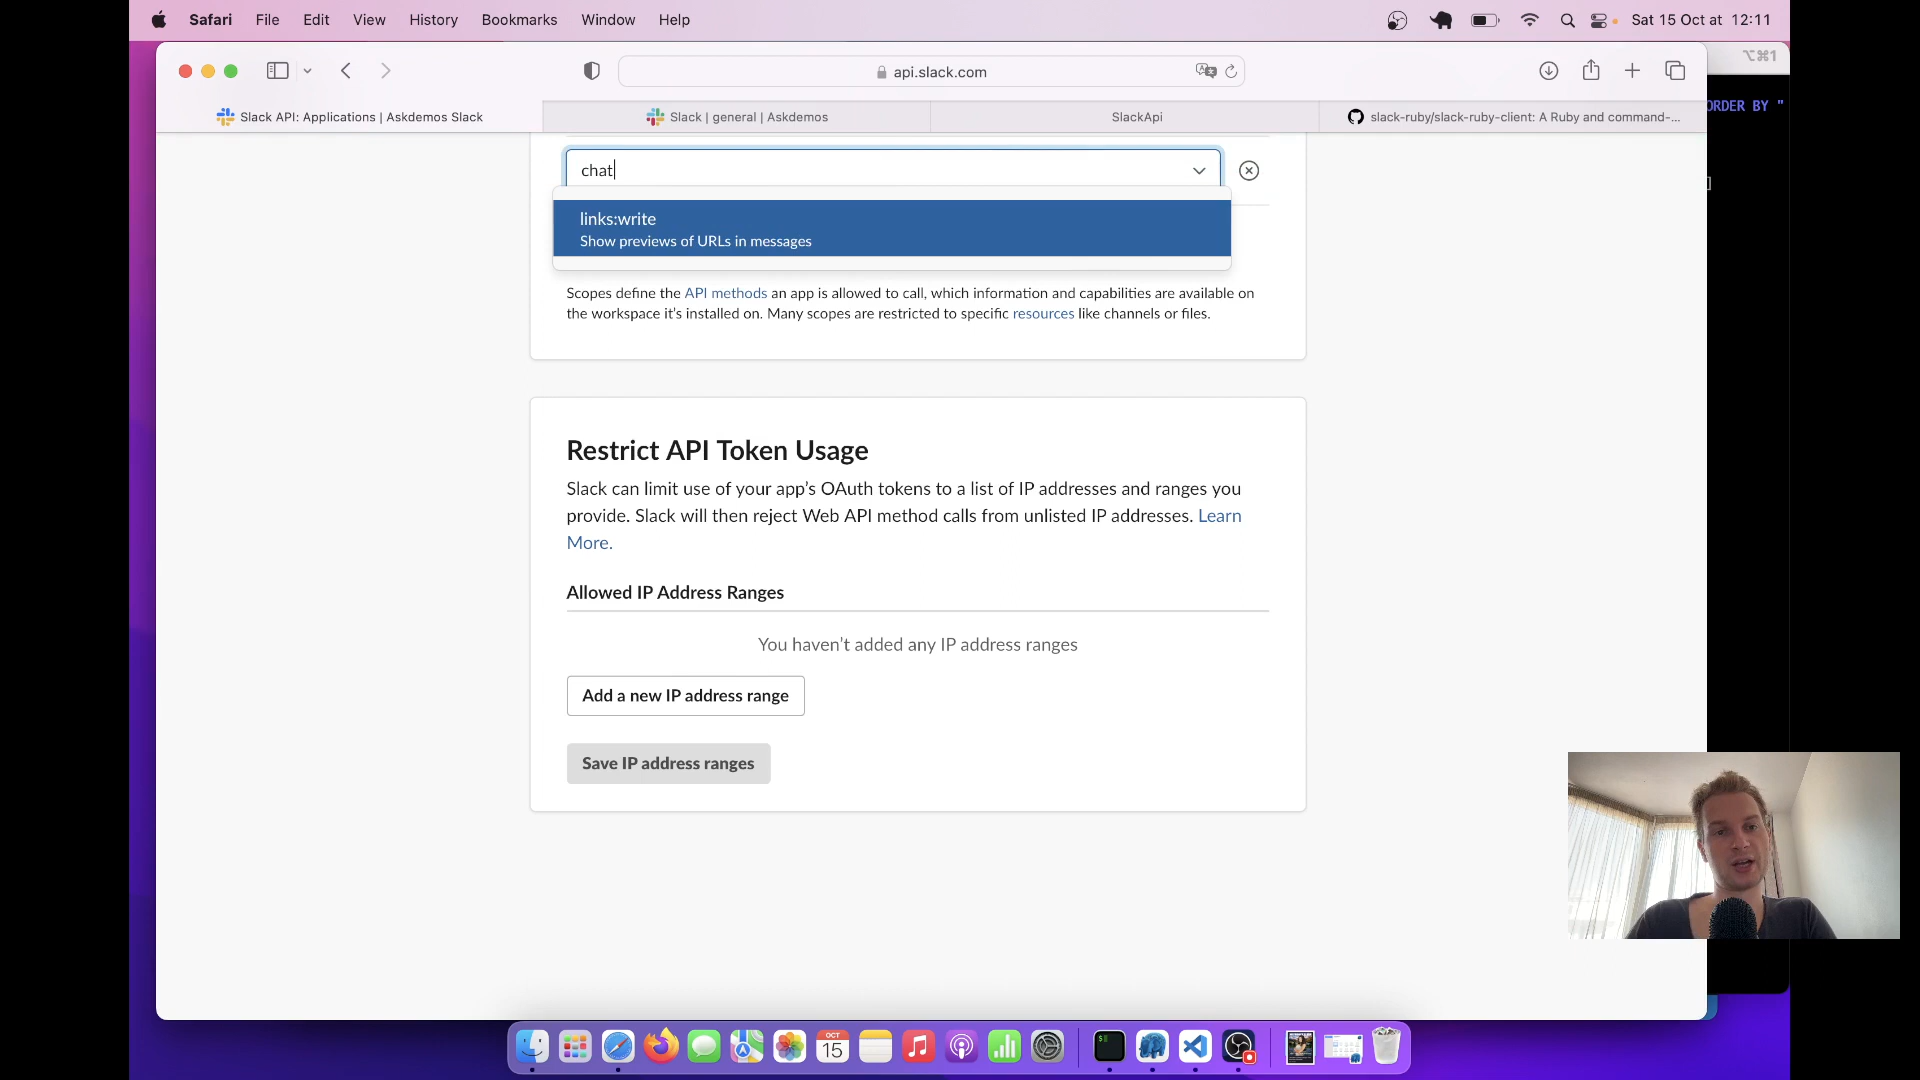 Safari File Edit View History Bookmarks Window Help Sat 15 Oct at 12:11
api.slack.com ⌥⌘1
Slack API: Applications | Askdemos Slack Slack | general | Askdemos SlackApi slack-ruby/slack-ruby-client: A Ruby and command-...
ORDER BY "
chat
]
links:write
Show previews of URLs in messages
Scopes define the API methods an app is allowed to call, which information and capabilities are available on
the workspace it's installed on. Many scopes are restricted to specific resources like channels or files.
Restrict API Token Usage
Slack can limit use of your app's OAuth tokens to a list of IP addresses and ranges you
provide. Slack will then reject Web API method calls from unlisted IP addresses. Learn
More.
Allowed IP Address Ranges
You haven't added any IP address ranges
Add a new IP address range
Save IP address ranges
OCT
15